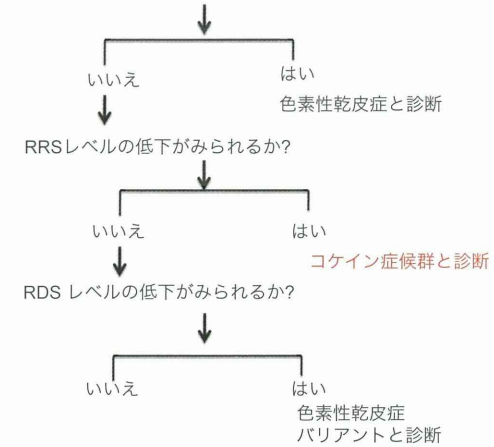 いいえ
はい
色素性乾皮症と診断
RRSレベルの低下がみられるか?
いいえ
はい
コケイン症候群と診断
RDS レベルの低下がみられるか?
いいえ
はい
色素性乾皮症
バリアントと診断